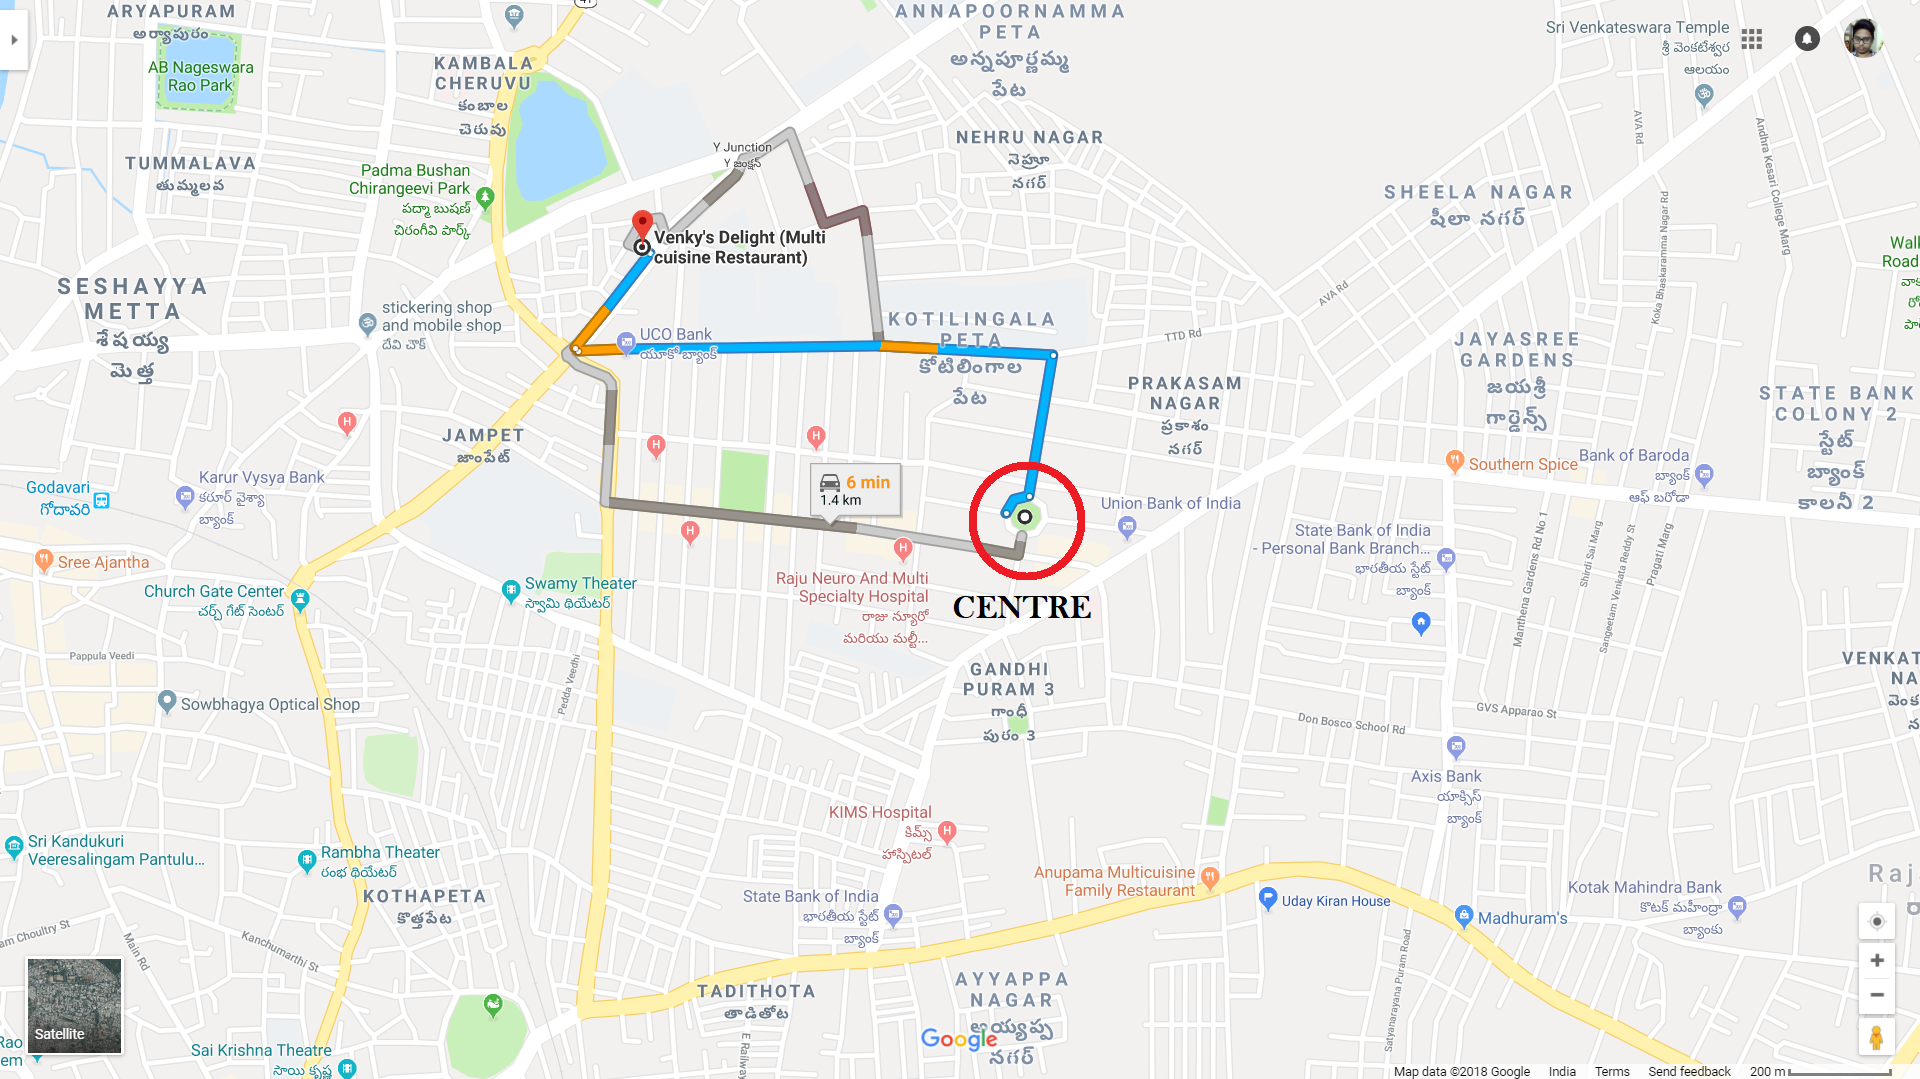 ARYAPURAM
ఆర్యాపురం
41
ANNAPOORNAMMA
PETA
అన్నపూర్ణమ్మ
పేట
Sri Venkateswara Temple
శ్రీ వెంకటేశ్వర
ఆలయం
AB Nageswara
Rao Park
KAMBALA
CHERUVU
కంబాల
చెరువు
Y Junction
Y జంక్షన్
NEHRU NAGAR
నెహ్రూ
నగర్
AVA Rd
Andhra Kesari College Marg
TUMMALAVA
తుమ్మలవ
Padma Bushan
Chirangeevi Park
పద్మా బుషణ్
చిరంగీవి పార్క్
SHEELA NAGAR
షీలా నగర్
Koka Bhaskaramma Nagar Rd
Venky's Delight (Multi
cuisine Restaurant)
Walk
Road
SESHAYYA
METTA
శేషయ్య
మెత్త
stickering shop
and mobile shop
దేవి చౌక్
AVA Rd
UCO Bank
యూకో బ్యాంక్
KOTILINGALA
PETA
కోటిలింగాల
పేట
TTD Rd
JAYASREE
GARDENS
జయశ్రీ
గార్డెన్స్
PRAKASAM
NAGAR
ప్రకాశం
నగర్
STATE BANK
COLONY 2
స్టేట్
బ్యాంక్
కాలనీ 2
JAMPET
జాంపేట్
Karur Vysya Bank
కరూర్ వైశ్యా
బ్యాంక్
Godavari
గోదావరి
6 min
1.4 km
Southern Spice
Bank of Baroda
బ్యాంక్
ఆఫ్ బరోడా
Union Bank of India
State Bank of India
- Personal Bank Branch...
భారతీయ స్టేట్
బ్యాంక్
Manthena Gardens Rd No 1
Shirdi Sai Marg
Sangeetam Venkata Reddy St
Pragati Marg
Sree Ajantha
Church Gate Center
చర్చ్ గేట్ సెంటర్
Swamy Theater
స్వామి థియేటర్
Raju Neuro And Multi
Specialty Hospital
రాజు న్యూరో
మరియు మల్టీ...
CENTRE
Pappula Veedi
Pedda Veedhi
GANDHI
PURAM 3
గాంధీ
పురం 3
VENKAT
NA
వెంక
న
Sowbhagya Optical Shop
Don Bosco School Rd
GVS Apparao St
Axis Bank
యాక్సిస్
బ్యాంక్
KIMS Hospital
కిమ్స్
హాస్పిటల్
Sri Kandukuri
Veeresalingam Pantulu...
Rambha Theater
రంభ థియేటర్
KOTHAPETA
కొత్తపేట
State Bank of India
భారతీయ స్టేట్
బ్యాంక్
Anupama Multicuisine
Family Restaurant
Uday Kiran House
Madhuram's
Kotak Mahindra Bank
కొటక్ మహీంద్రా
బ్యాంకు
Raj
am Choultry St
Main Rd
Kanchumarthi St
Satyanarayana Puram Road
TADITHOTA
తాడితోట
AYYAPPA
NAGAR
అయ్యప్ప
నగర్
E Railway
Satellite
Rao
em
Sai Krishna Theatre
సాయి కృష్ణ
Google
Map data ©2018 Google India Terms Send feedback 200 m